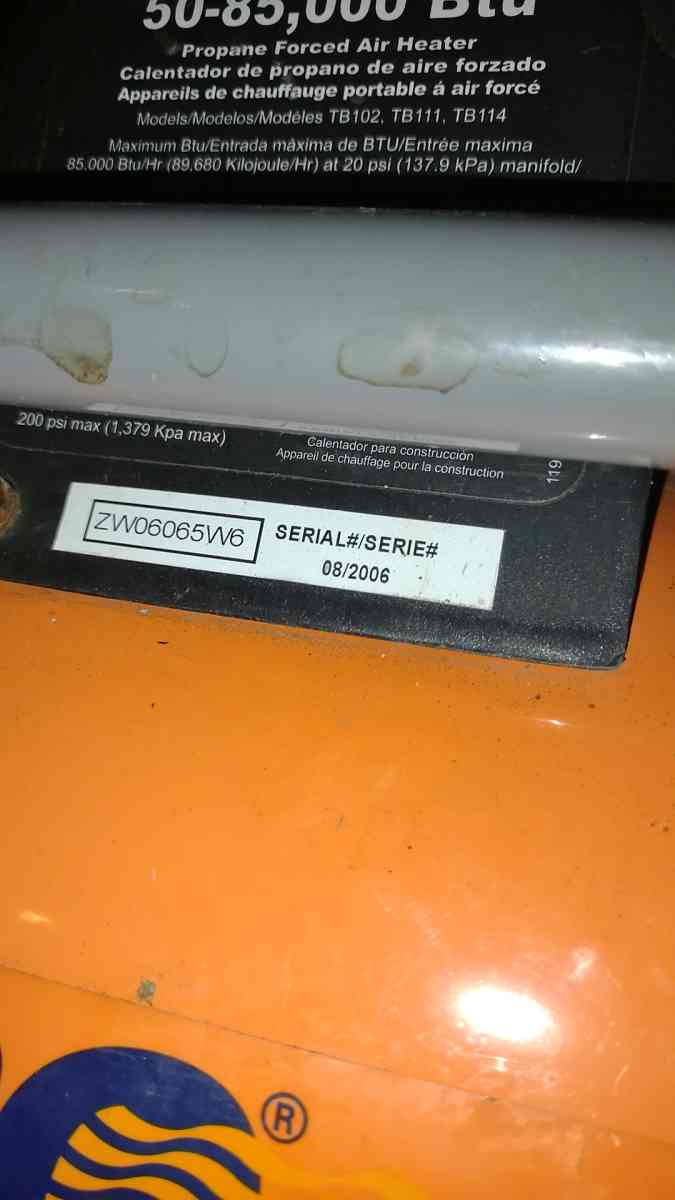 50-85,000 Btu
Propane Forced Air Heater
Calentador de propano de aire forzado
Appareils de chauffauge portable á air forcé
Models/Modelos/Modèles TB102, TB111, TB114
Maximum Btu/Entrada màxima de BTU/Entrée maxima
85.000 Btu/Hr (89.680 Kilojoule/Hr) at 20 psi (137.9 kPa) manifold/
200 psi max (1,379 Kpa max)
Calentador para construcción
Appareil de chauffage pour la construction
119
ZW06065W6
SERIAL#/SERIE#
08/2006
®